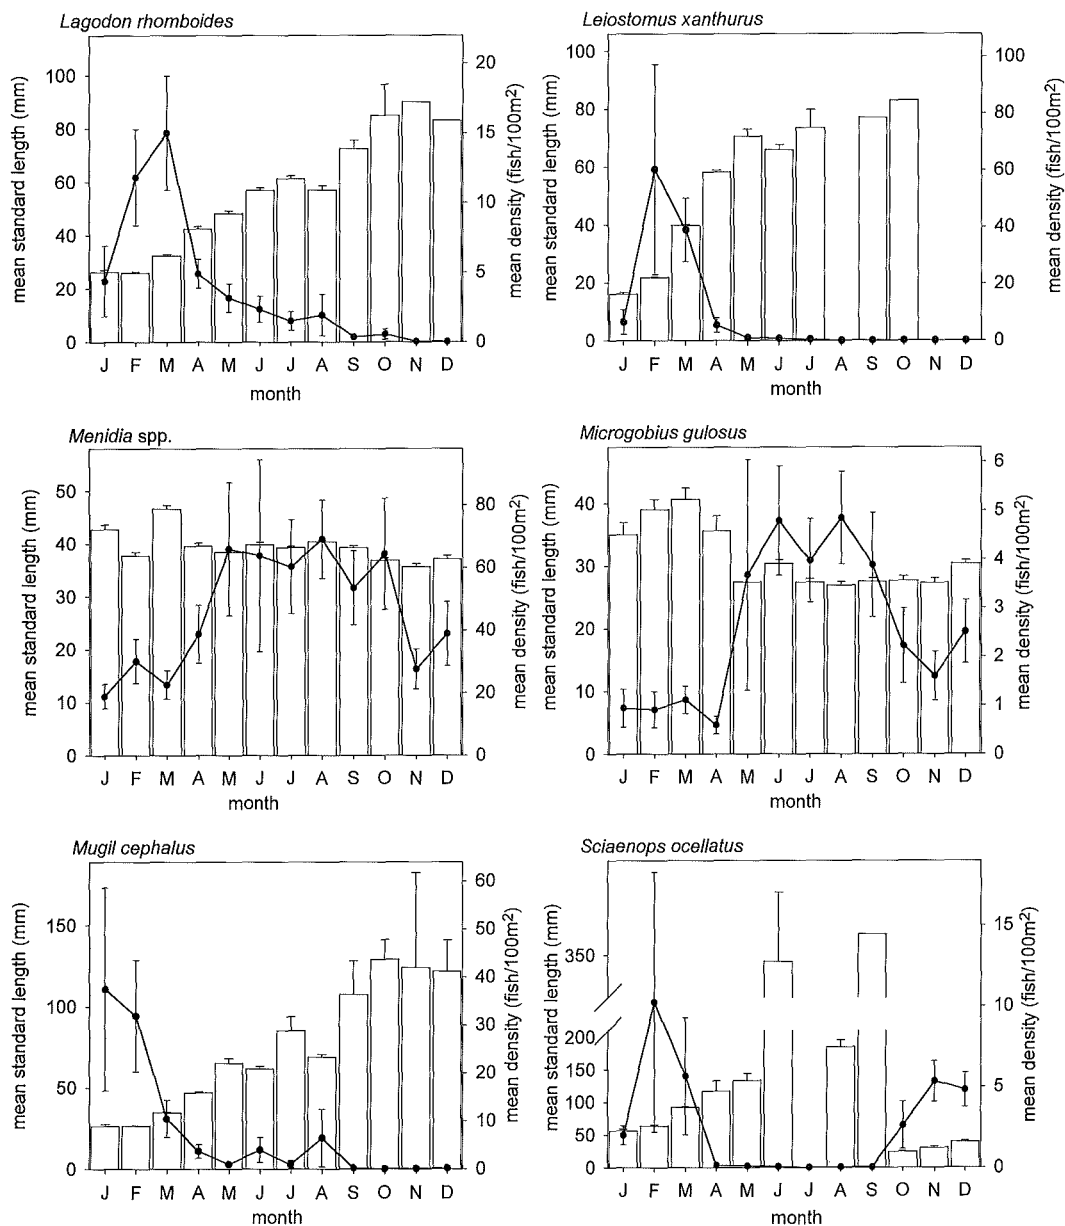 Lagodon rhomboides
mean standard length (mm)
100
80
60
40
20
0
mean density (fish/100m2)
20
15
10
5
0
J F M A M J J A S O N D
month
Leiostomus xanthurus
mean standard length (mm)
100
80
60
40
20
0
mean density (fish/100m2)
100
80
60
40
20
0
J F M A M J J A S O N D
month
Menidia spp.
mean standard length (mm)
50
40
30
20
10
0
mean density (fish/100m2)
80
60
40
20
0
J F M A M J J A S O N D
month
Microgobius gulosus
mean standard length (mm)
40
30
20
10
0
mean density (fish/100m2)
6
5
4
3
2
1
0
J F M A M J J A S O N D
month
Mugil cephalus
mean standard length (mm)
150
100
50
0
mean density (fish/100m2)
60
50
40
30
20
10
0
J F M A M J J A S O N D
month
Sciaenops ocellatus
mean standard length (mm)
350
200
150
100
50
0
mean density (fish/100m2)
15
10
5
0
J F M A M J J A S O N D
month